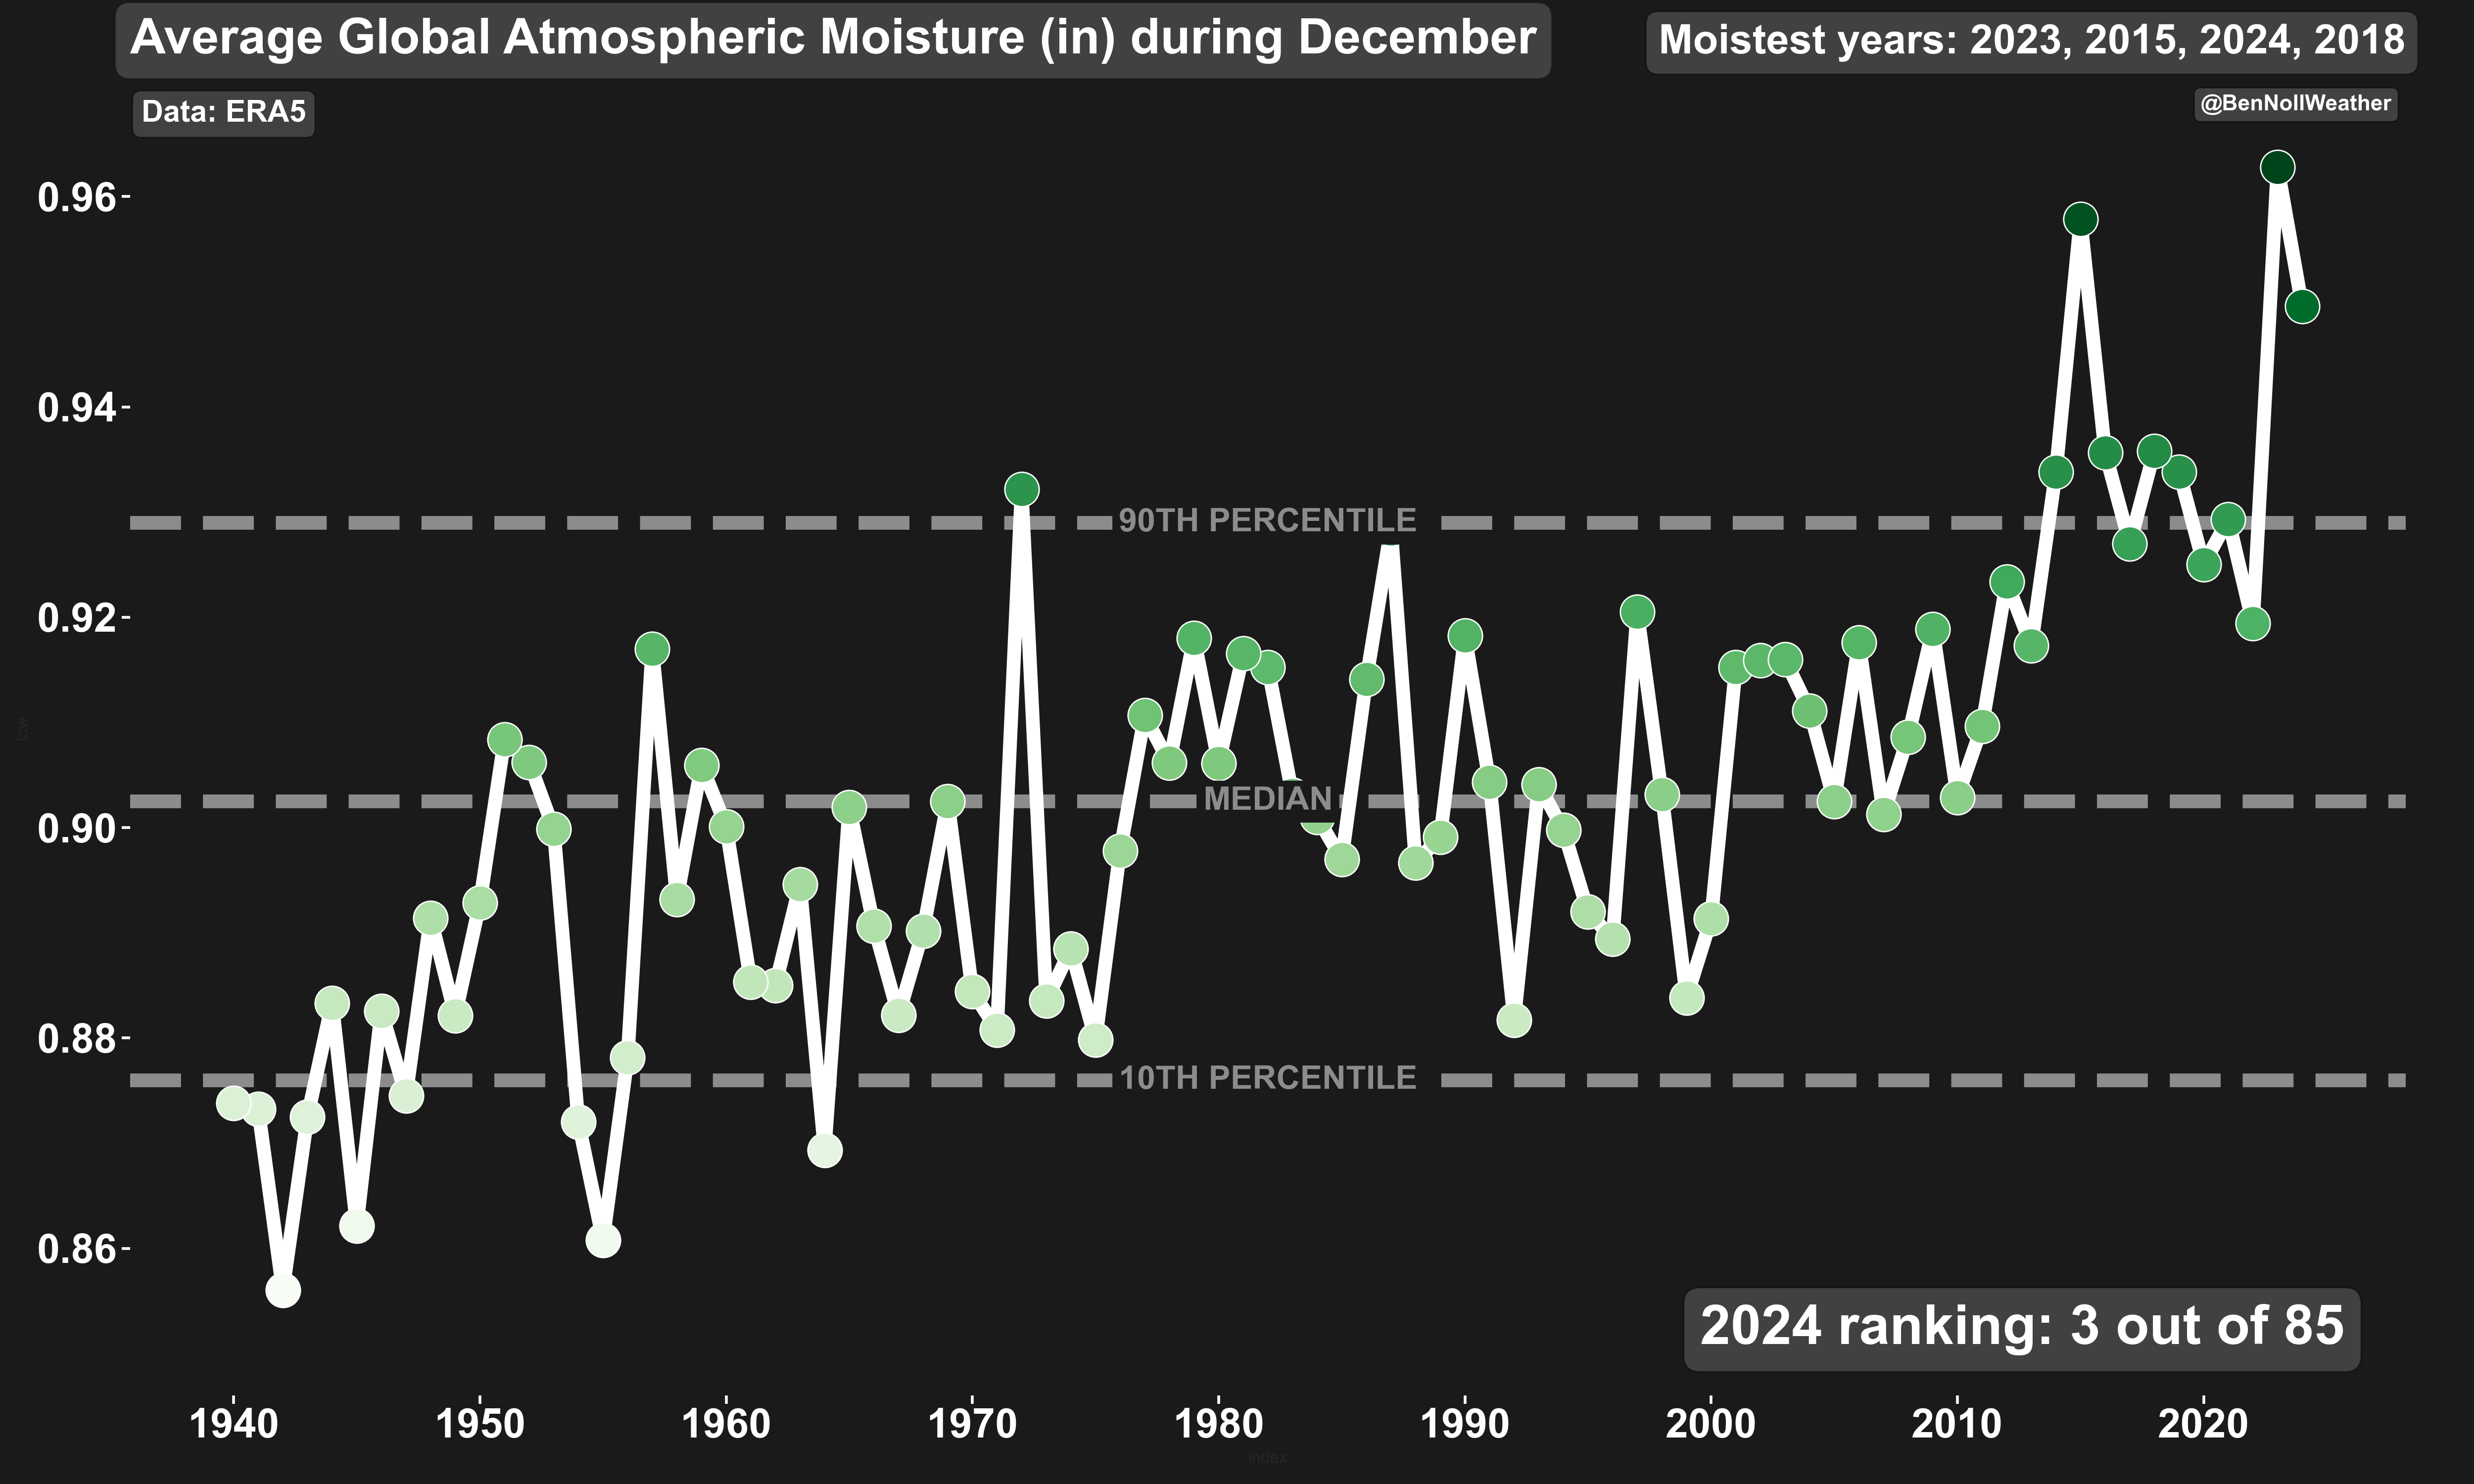 Average Global Atmospheric Moisture (in) during December
Moistest years: 2023, 2015, 2024, 2018
Data: ERA5
@BenNollWeather
0.96
0.94
90TH PERCENTILE
0.92
tcw
MEDIAN
0.90
0.88
10TH PERCENTILE
0.86
2024 ranking: 3 out of 85
1940 1950 1960 1970 1980 1990 2000 2010 2020
index